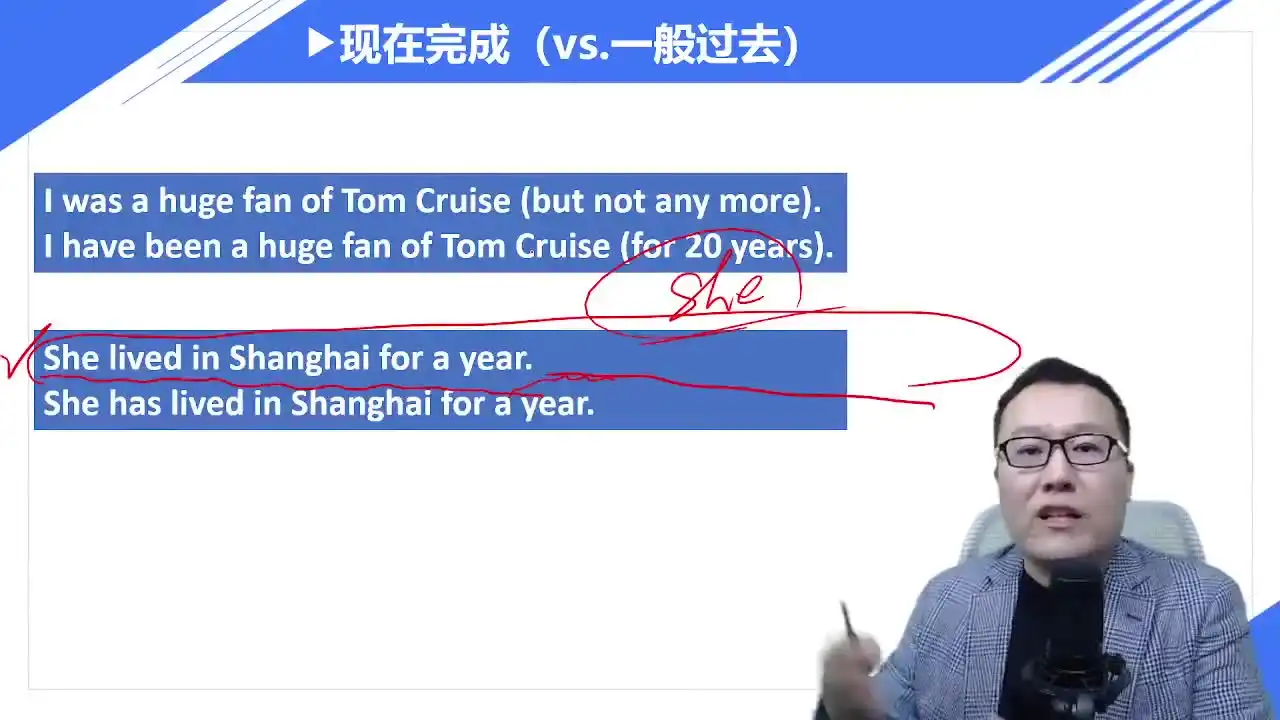 现在完成（vs.一般过去）
I was a huge fan of Tom Cruise (but not any more).
I have been a huge fan of Tom Cruise (for 20 years).
she
She lived in Shanghai for a year.
She has lived in Shanghai for a year.